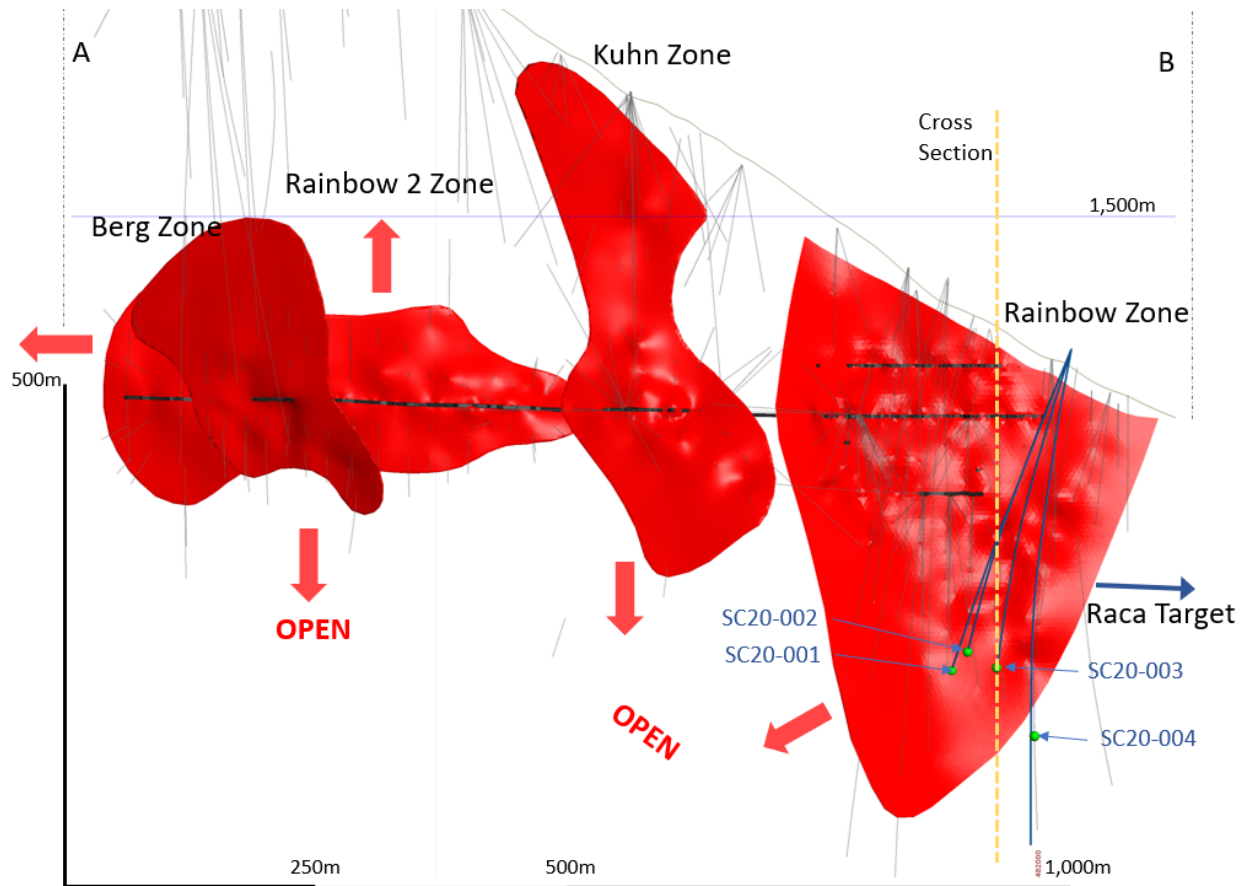 A
Kuhn Zone
B
Cross
Section
Rainbow 2 Zone
1,500m
Berg Zone
Rainbow Zone
500m
SC20-002
Raca Target
SC20-001
SC20-003
OPEN
OPEN
SC20-004
250m
500m
482000
1,000m